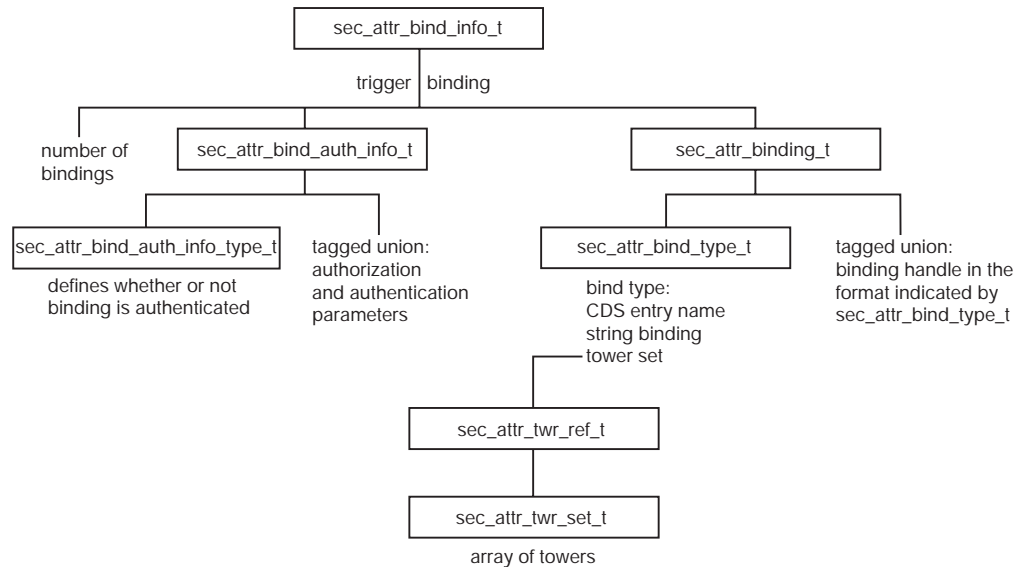 sec_attr_bind_info_t
trigger binding
number of
bindings
sec_attr_bind_auth_info_t
sec_attr_binding_t
sec_attr_bind_auth_info_type_t
defines whether or not
binding is authenticated
tagged union:
authorization
and authentication
parameters
sec_attr_bind_type_t
bind type:
CDS entry name
string binding
tower set
tagged union:
binding handle in the
format indicated by
sec_attr_bind_type_t
sec_attr_twr_ref_t
sec_attr_twr_set_t
array of towers